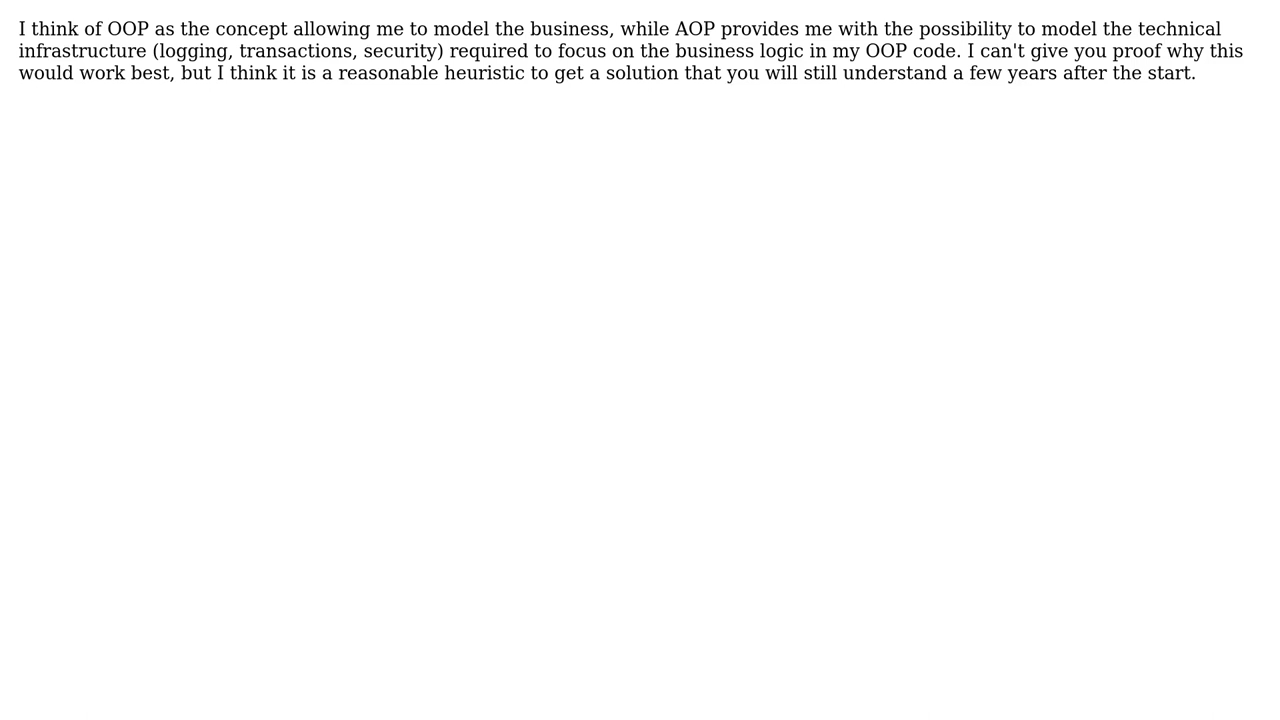 I think of OOP as the concept allowing me to model the business, while AOP provides me with the possibility to model the technical
infrastructure (logging, transactions, security) required to focus on the business logic in my OOP code. I can't give you proof why this
would work best, but I think it is a reasonable heuristic to get a solution that you will still understand a few years after the start.